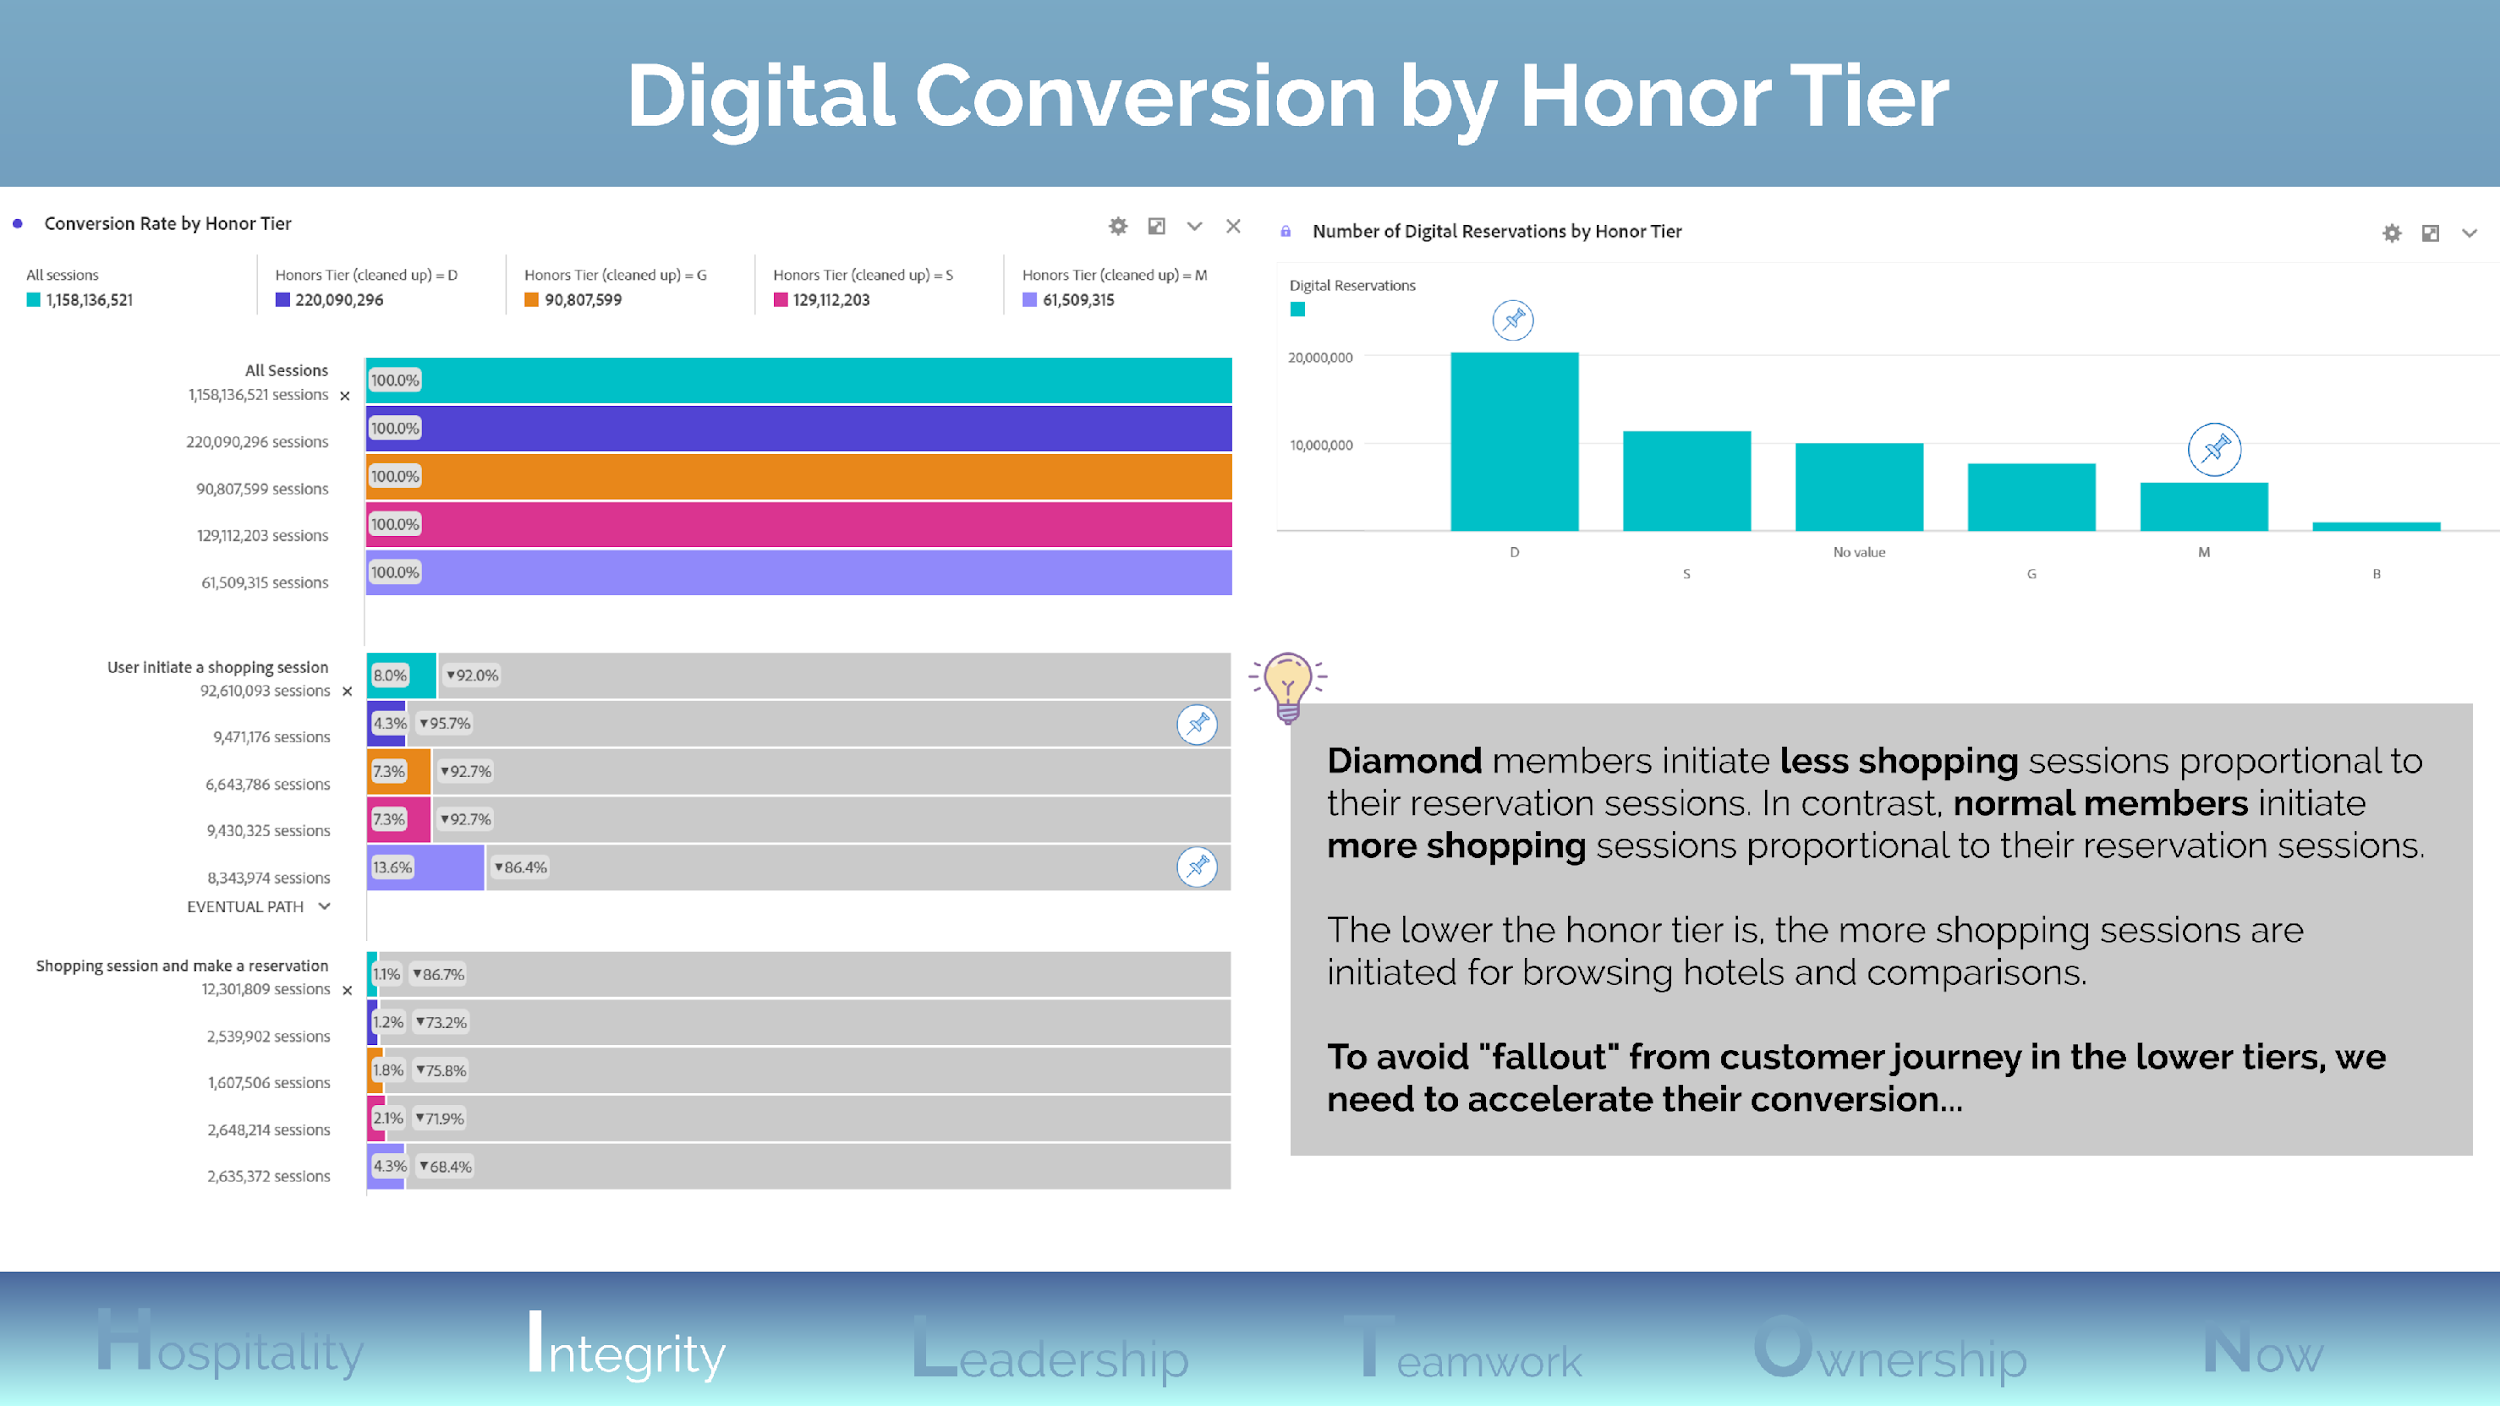 Digital Conversion by Honor Tier
Conversion Rate by Honor Tier
All sessions
1,158,136,521
Honors Tier (cleaned up) = D
220,090,296
Honors Tier (cleaned up) = G
90,807,599
Honors Tier (cleaned up) = S
129,112,203
Honors Tier (cleaned up) = M
61,509,315
All Sessions
1,158,136,521 sessions
100.0%
220,090,296 sessions
100.0%
90,807,599 sessions
100.0%
129,112,203 sessions
100.0%
61,509,315 sessions
100.0%
User initiate a shopping session
92,610,093 sessions
8.0% ▼92.0%
9,471,176 sessions
4.3% ▼95.7%
6,643,786 sessions
7.3% ▼92.7%
9,430,325 sessions
7.3% ▼92.7%
8,343,974 sessions
13.6% ▼86.4%
EVENTUAL PATH
Shopping session and make a reservation
12,301,809 sessions
1.1% ▼86.7%
2,539,902 sessions
1.2% ▼73.2%
1,607,506 sessions
1.8% ▼75.8%
2,648,214 sessions
2.1% ▼71.9%
2,635,372 sessions
4.3% ▼68.4%
Number of Digital Reservations by Honor Tier
Digital Reservations
20,000,000
10,000,000
D
S
No value
G
M
B
Diamond members initiate less shopping sessions proportional to
their reservation sessions. In contrast, normal members initiate
more shopping sessions proportional to their reservation sessions.
The lower the honor tier is, the more shopping sessions are
initiated for browsing hotels and comparisons.
To avoid "fallout" from customer journey in the lower tiers, we
need to accelerate their conversion...
Hospitality
Integrity
Leadership
Teamwork
Ownership
Now